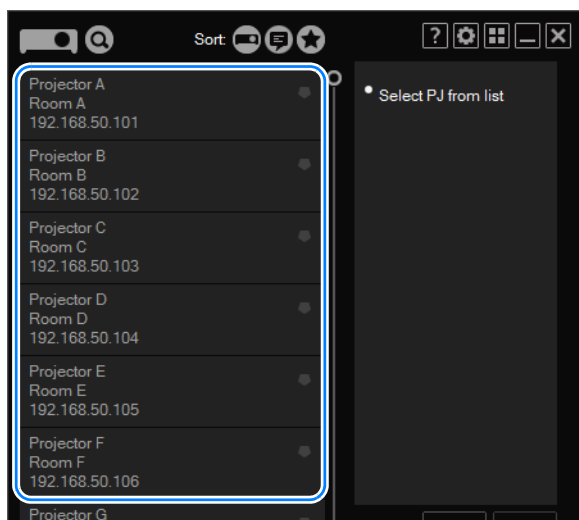 Sort:
?
Projector A
Room A
192.168.50.101
Projector B
Room B
192.168.50.102
Projector C
Room C
192.168.50.103
Projector D
Room D
192.168.50.104
Projector E
Room E
192.168.50.105
Projector F
Room F
192.168.50.106
Projector G
Select PJ from list